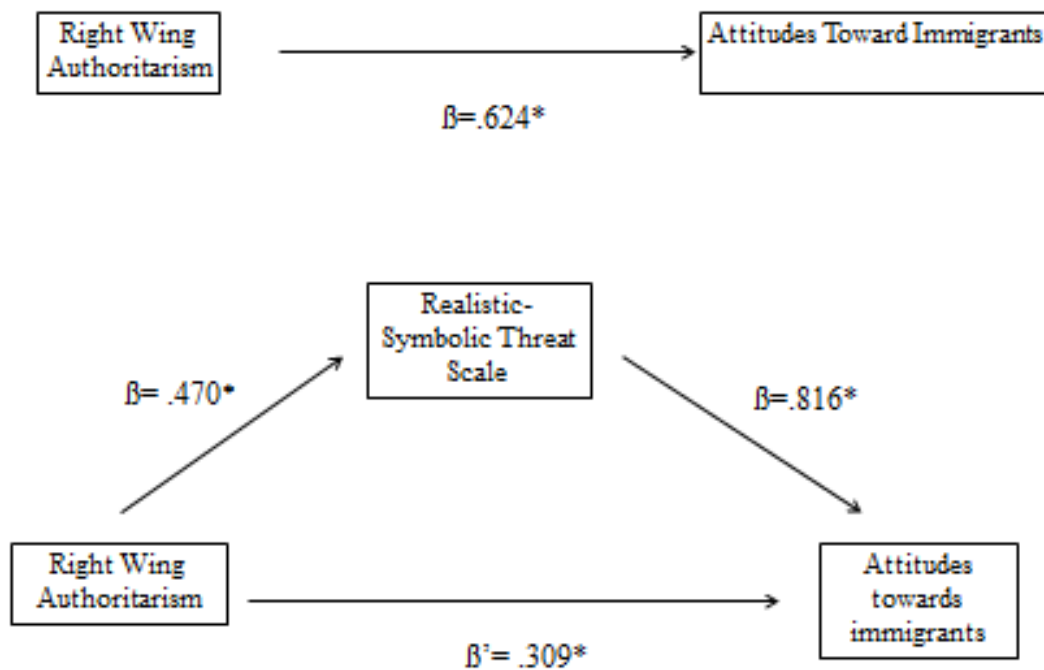 Right Wing
Authoritarism
Attitudes Toward Immigrants
ß=.624*
Realistic-
Symbolic Threat
Scale
ß= .470*
ß=.816*
Right Wing
Authoritarism
Attitudes
towards
immigrants
ß’= .309*